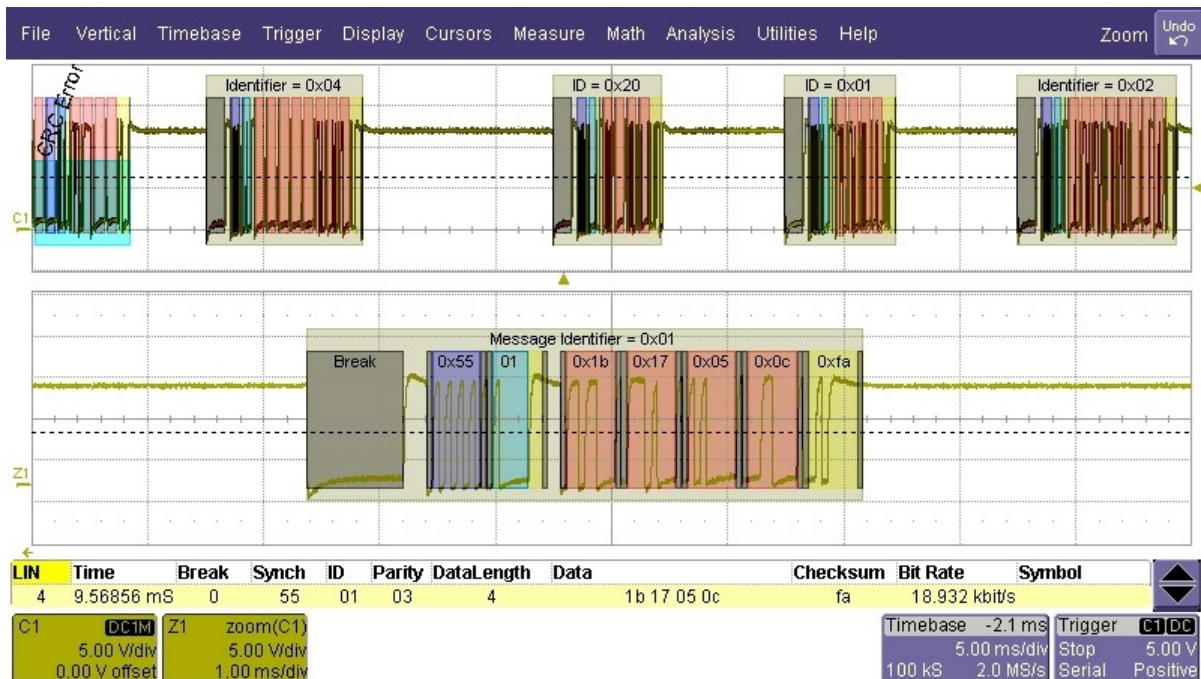 File Vertical Timebase Trigger Display Cursors Measure Math Analysis Utilities Help Zoom Undo
CRC Error
Identifier = 0x04 ID = 0x20 ID = 0x01 Identifier = 0x02
C1
Message Identifier = 0x01
Break 0x55 01 0x1b 0x17 0x05 0x0c 0xfa
Z1
LIN Time Break Synch ID Parity DataLength Data Checksum Bit Rate Symbol
4 9.56856 mS 0 55 01 03 4 1b 17 05 0c fa 18.932 kbit/s
C1 DC1M Z1 zoom(C1) Timebase -2.1 ms Trigger C1 DC
5.00 V/div 5.00 V/div 5.00 ms/div Stop 5.00 V
0.00 V offset 1.00 ms/div 100 kS 2.0 MS/s Serial Positive